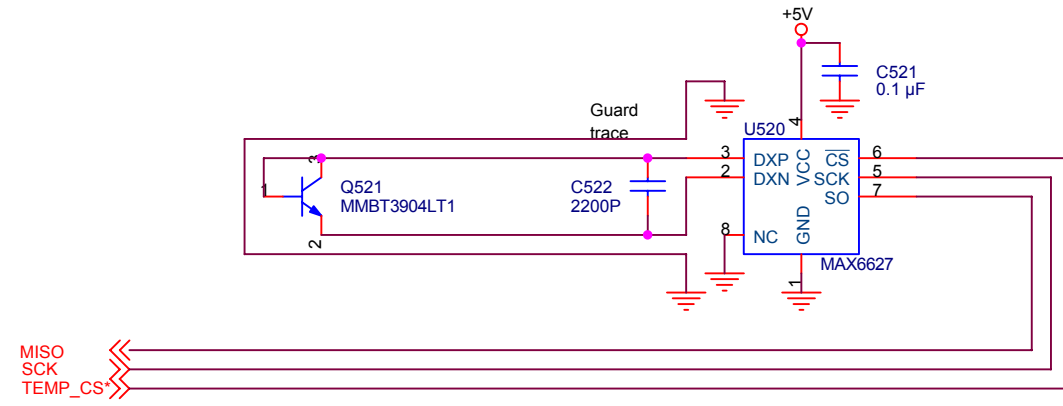 +5V
C521
0.1 µF
Guard
trace
U520
4
3
3
DXP
VCC
CS
6
2
DXN
SCK
5
1
Q521
C522
SO
7
MMBT3904LT1
2200P
2
8
NC
GND
MAX6627
1
MISO
SCK
TEMP_CS*